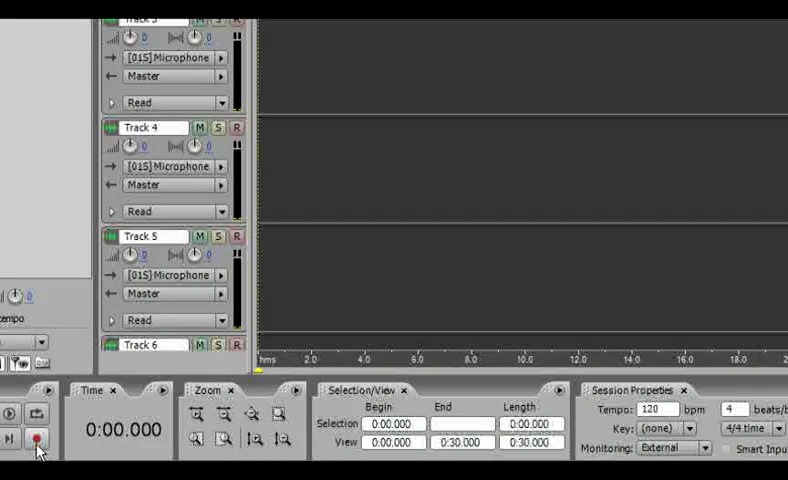 Track 3
0 0
[01S] Microphone
Master
Read
Track 4 M S R
0 0
[01S] Microphone
Master
Read
Track 5 M S R
0 0
[01S] Microphone
Master
Read
Track 6 M S R
0
tempo
hms 2.0 4.0 6.0 8.0 10.0 12.0 14.0 16.0 18.0
Time x
0:00.000
Zoom x
Selection/View x
Begin End Length
Selection 0:00.000 0:00.000
View 0:00.000 0:30.000 0:30.000
Session Properties x
Tempo: 120 bpm 4 beats/b
Key: (none) 4/4 time
Monitoring: External Smart Inpu